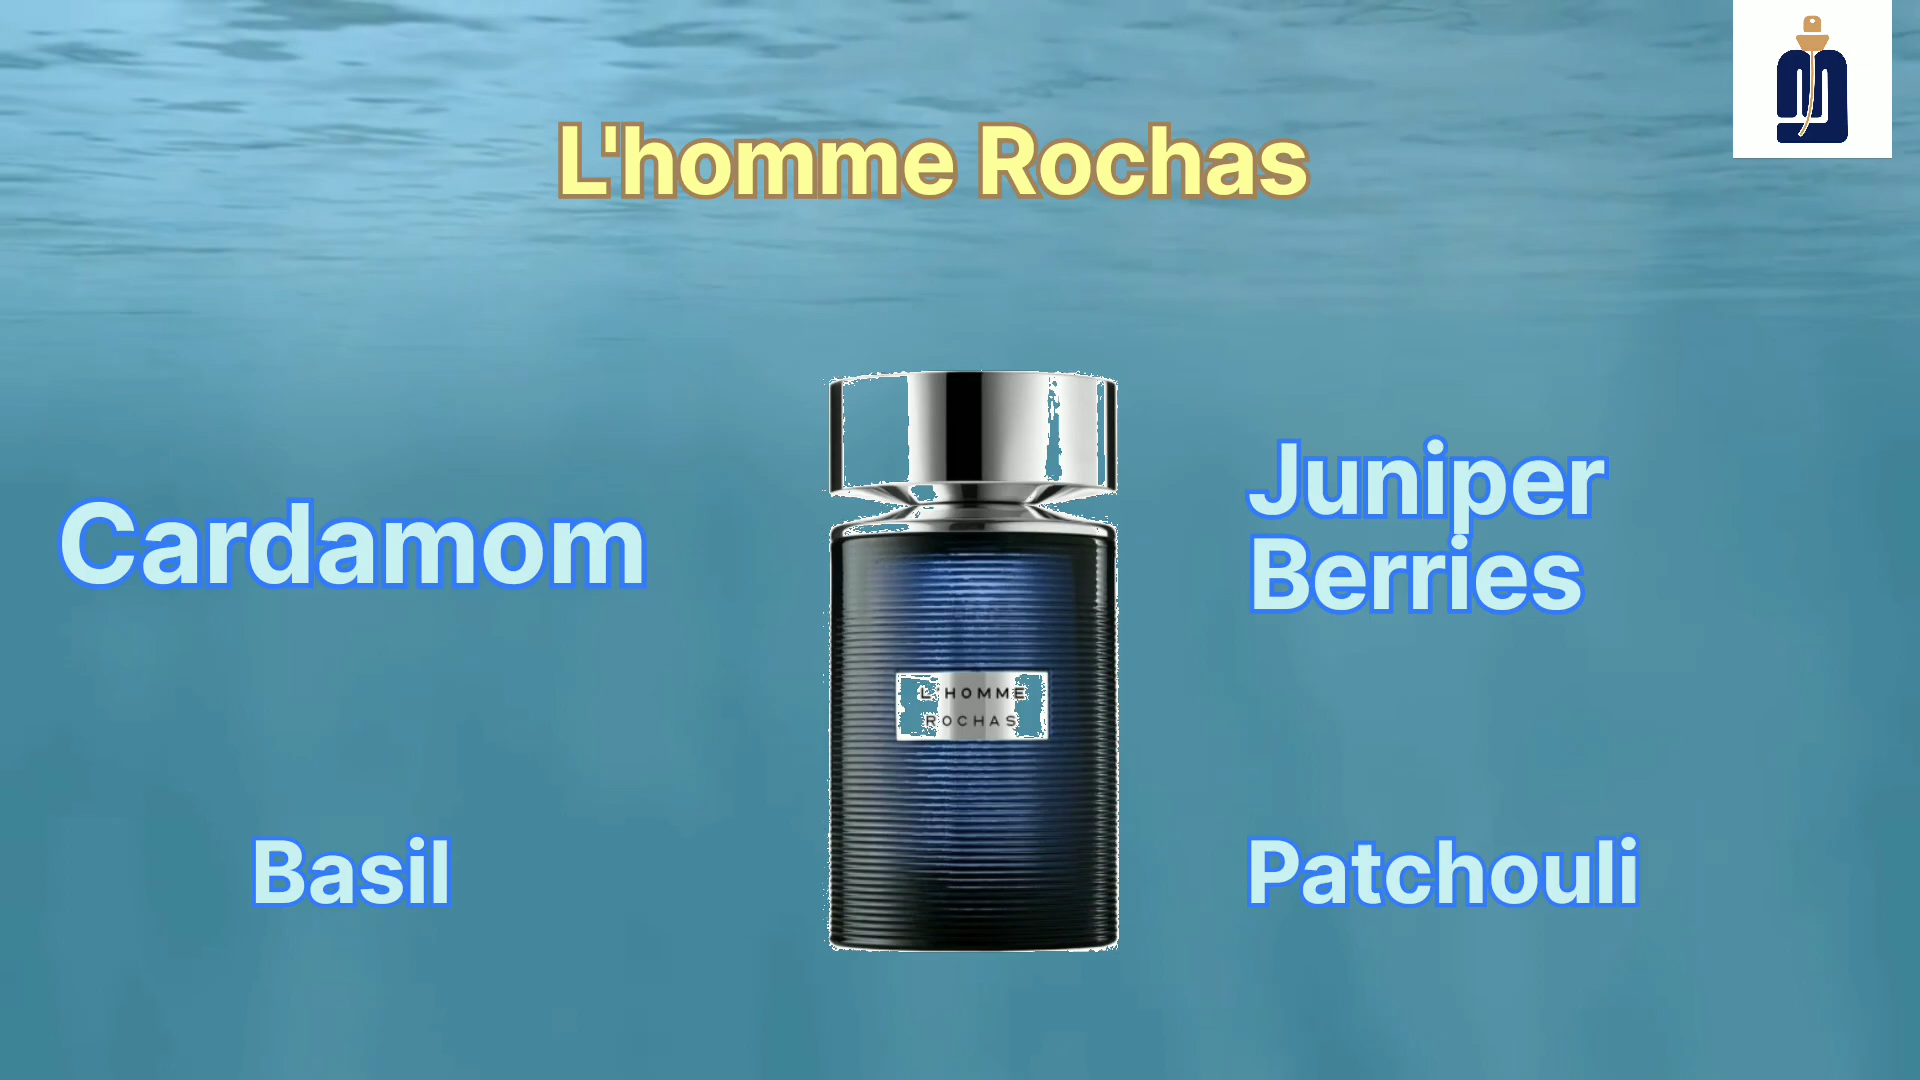 L'homme Rochas
Cardamom
Juniper
Berries
L'HOMME
ROCHAS
Basil
Patchouli